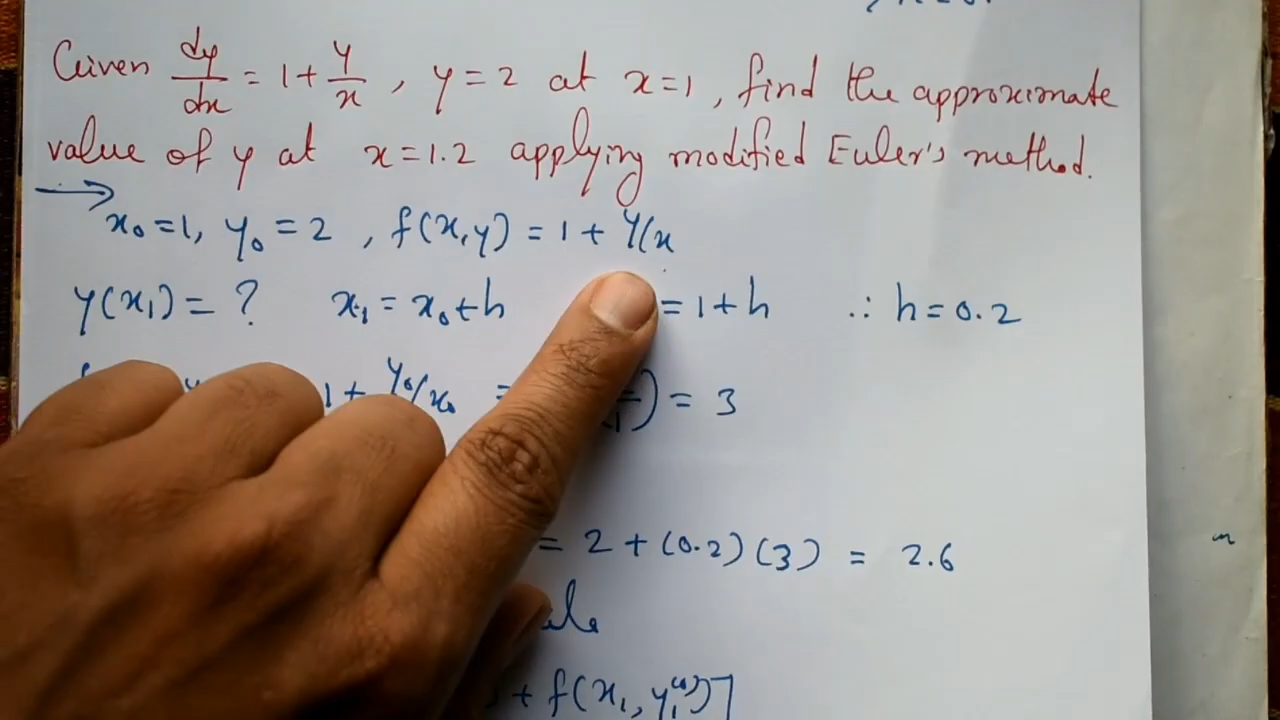 Given dy/dx = 1 + y/x , y = 2 at x = 1 , find the approximate
value of y at x = 1.2 applying modified Euler's method.
x₀ = 1, y₀ = 2 , f(x, y) = 1 + y/x
y(x₁) = ? x₁ = x₀ + h = 1 + h ∴ h = 0.2
1 + y₀/x₀ = ) = 3
= 2 + (0.2) (3) = 2.6
+ f(x₁, y₁⁽⁰⁾)]